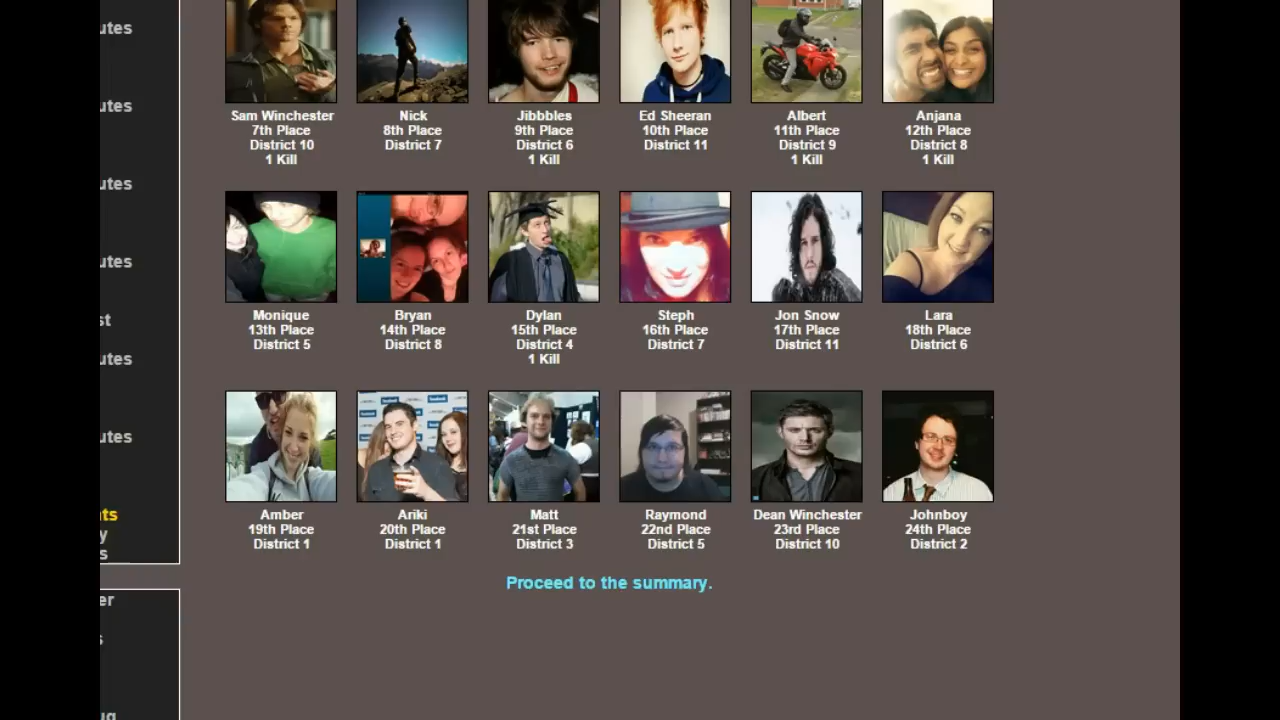 utes
utes
utes
utes
st
utes
utes
ts
y
s
er
s
ug
Sam Winchester
7th Place
District 10
1 Kill
Nick
8th Place
District 7
Jibbbles
9th Place
District 6
1 Kill
Ed Sheeran
10th Place
District 11
Albert
11th Place
District 9
1 Kill
Anjana
12th Place
District 8
1 Kill
Monique
13th Place
District 5
Bryan
14th Place
District 8
Dylan
15th Place
District 4
1 Kill
Steph
16th Place
District 7
Jon Snow
17th Place
District 11
Lara
18th Place
District 6
Amber
19th Place
District 1
Ariki
20th Place
District 1
Matt
21st Place
District 3
Raymond
22nd Place
District 5
Dean Winchester
23rd Place
District 10
Johnboy
24th Place
District 2
Proceed to the summary.